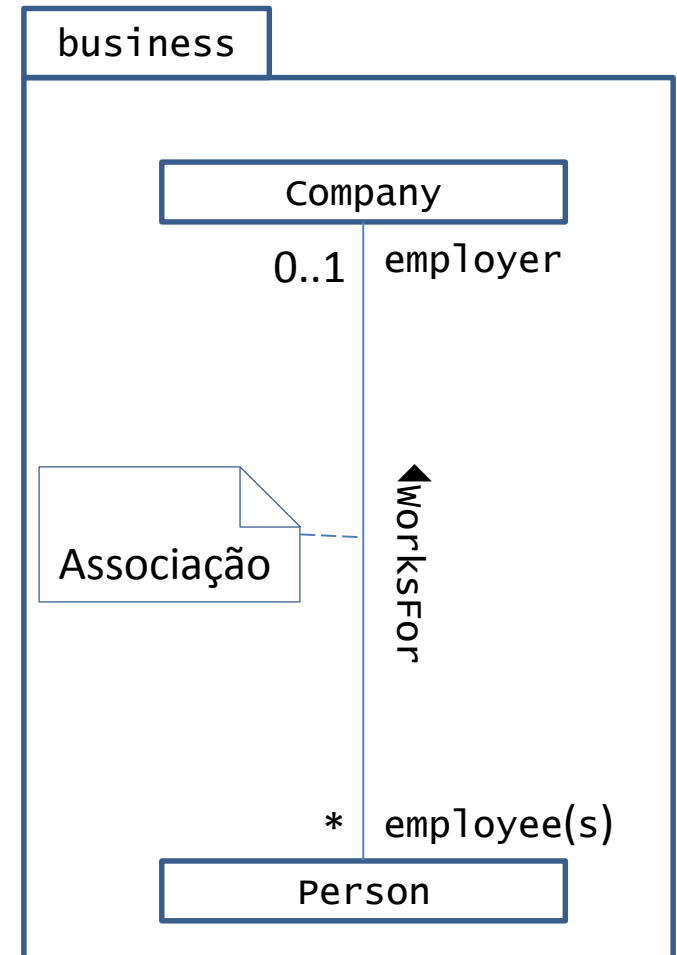 business
Company
0..1 employer
◀WorksFor
Associação
* employee(s)
Person